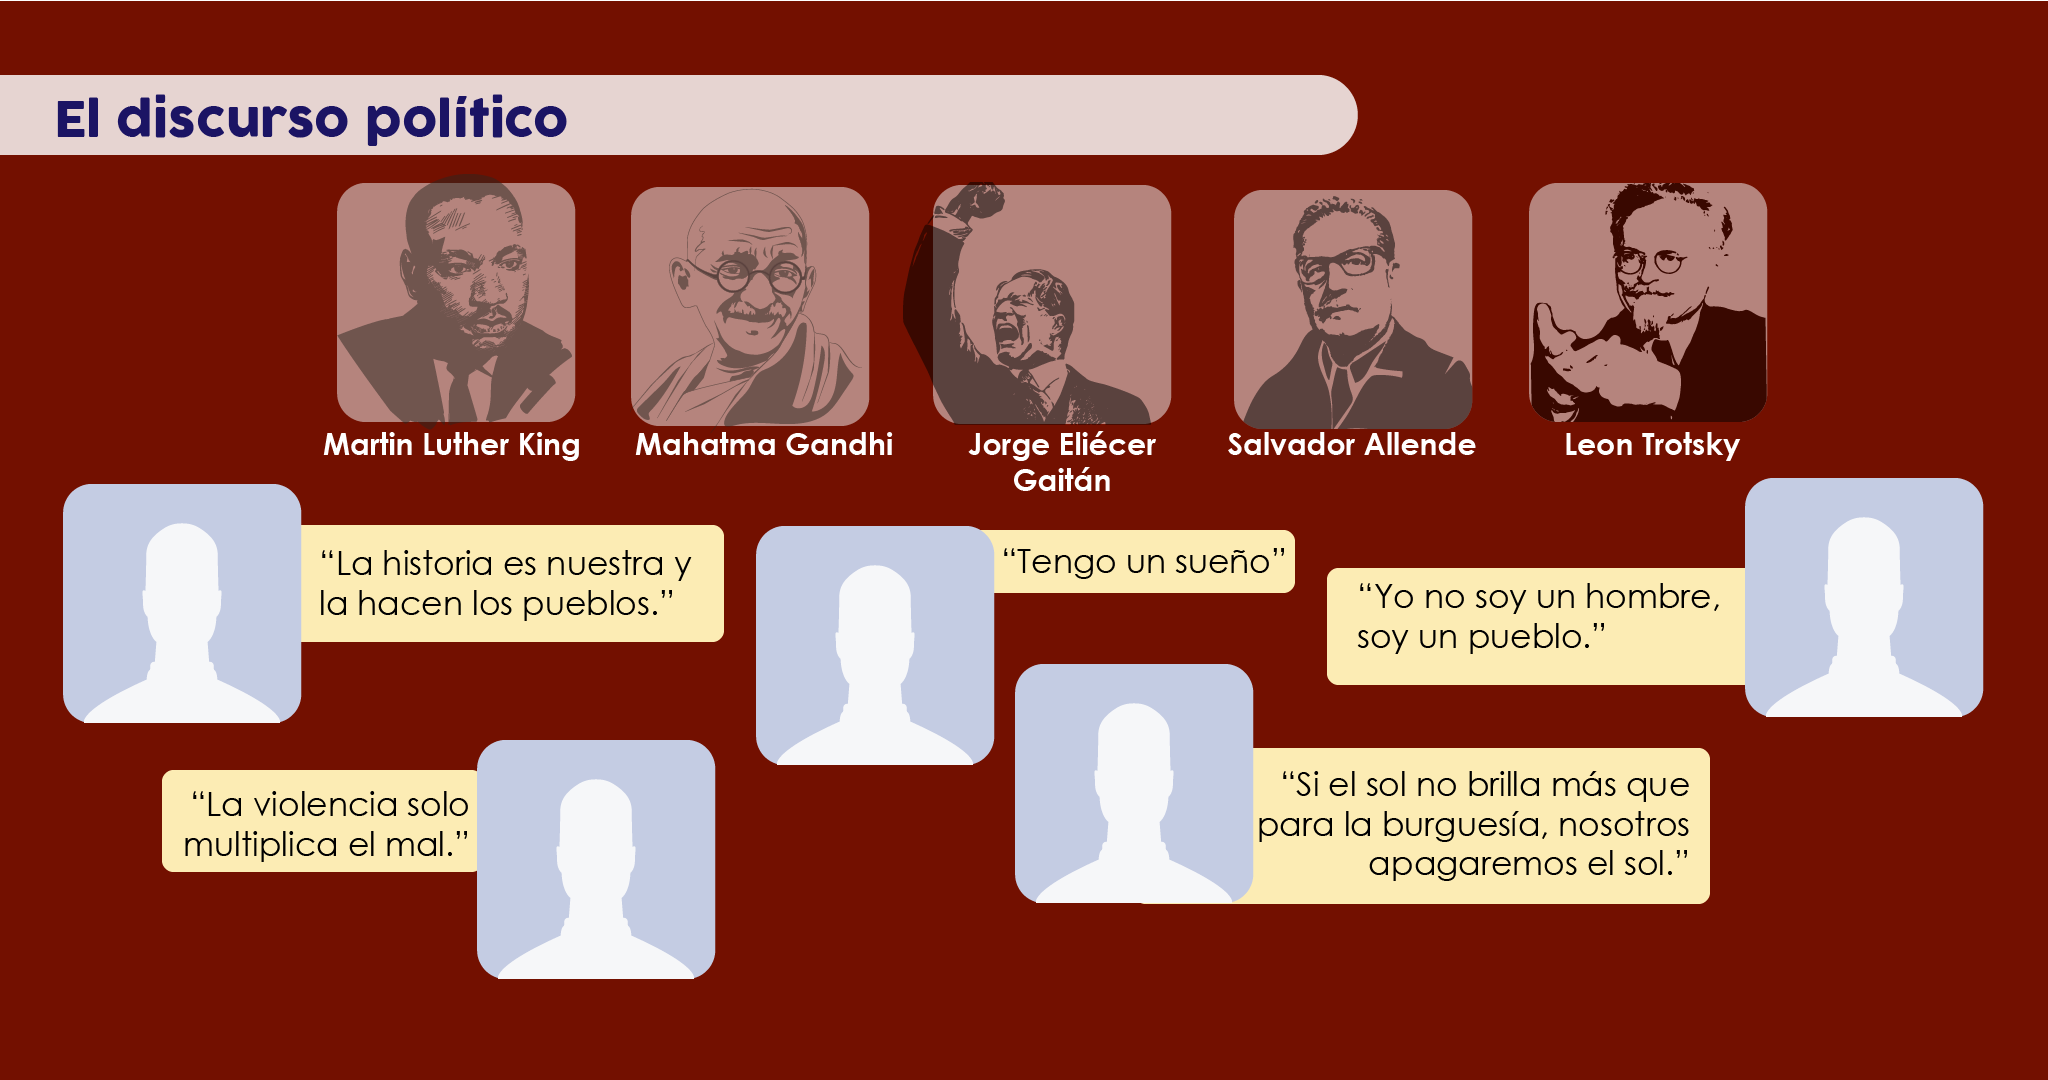 El discurso político
Martin Luther King
Mahatma Gandhi
Jorge Eliécer
Gaitán
Salvador Allende
Leon Trotsky
“La historia es nuestra y
la hacen los pueblos.”
“Tengo un sueño”
“Yo no soy un hombre,
soy un pueblo.”
“La violencia solo
multiplica el mal.”
“Si el sol no brilla más que
para la burguesía, nosotros
apagaremos el sol.”